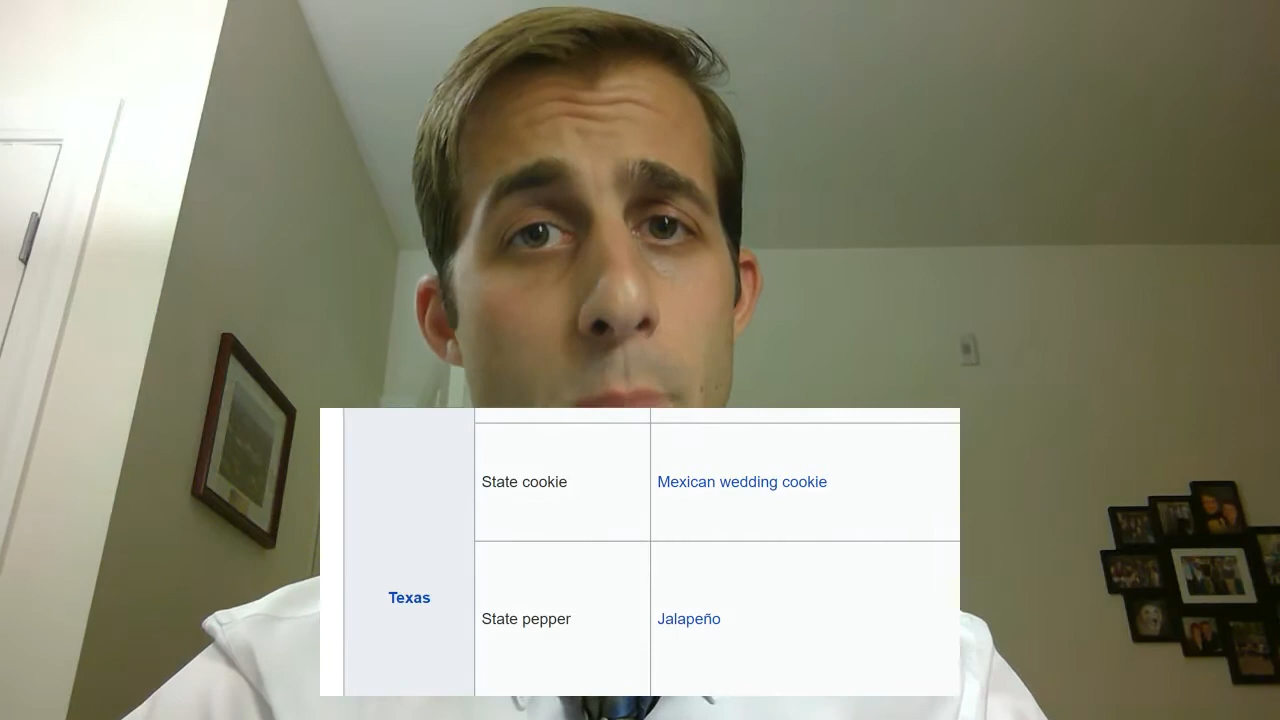 State cookie
Mexican wedding cookie
Texas
State pepper
Jalapeño